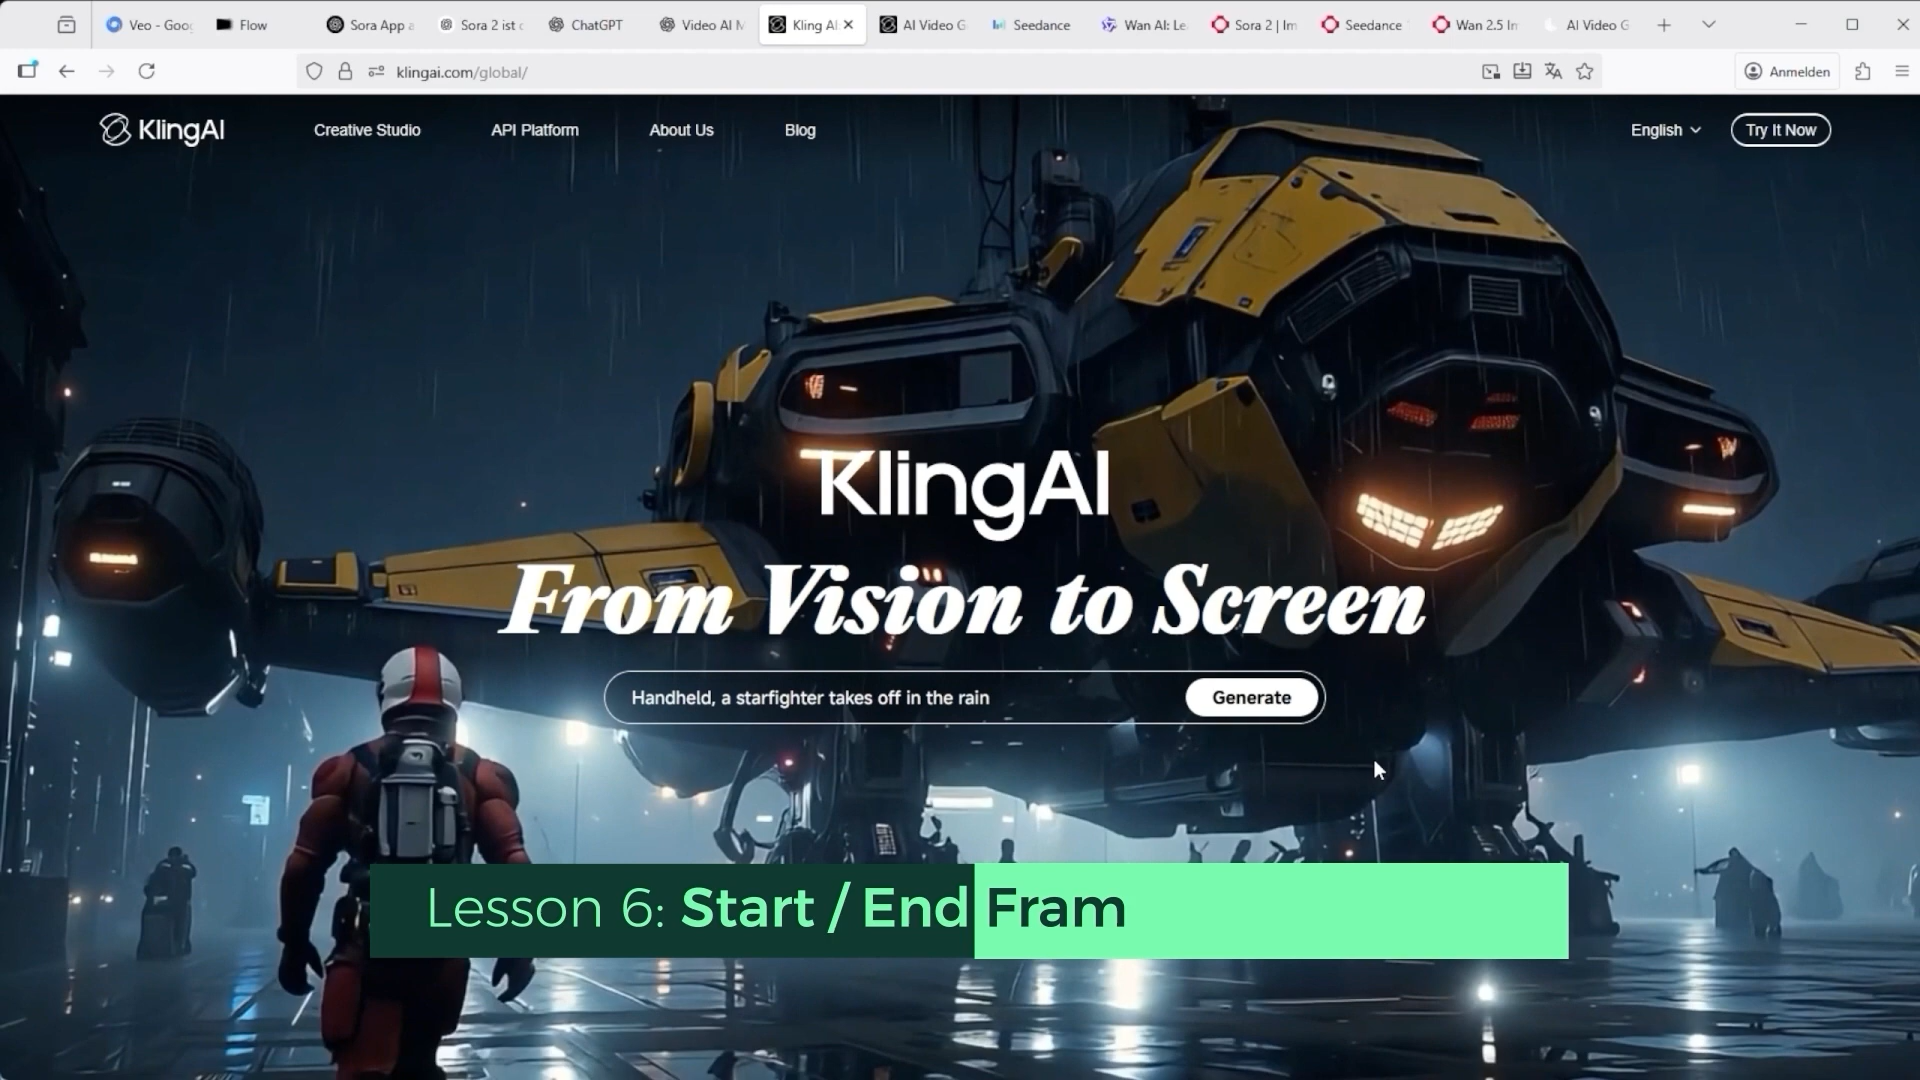 Veo - Goog
Flow
Sora App a
Sora 2 ist c
ChatGPT
Video AI M
Kling AI:
AI Video G
Seedance
Wan AI: Le
Sora 2 | Im
Seedance
Wan 2.5 In
AI Video G
klingai.com/global/
Anmelden
KlingAI
Creative Studio
API Platform
About Us
Blog
English
Try It Now
KlingAI
From Vision to Screen
Handheld, a starfighter takes off in the rain
Generate
Lesson 6: Start / End Fram